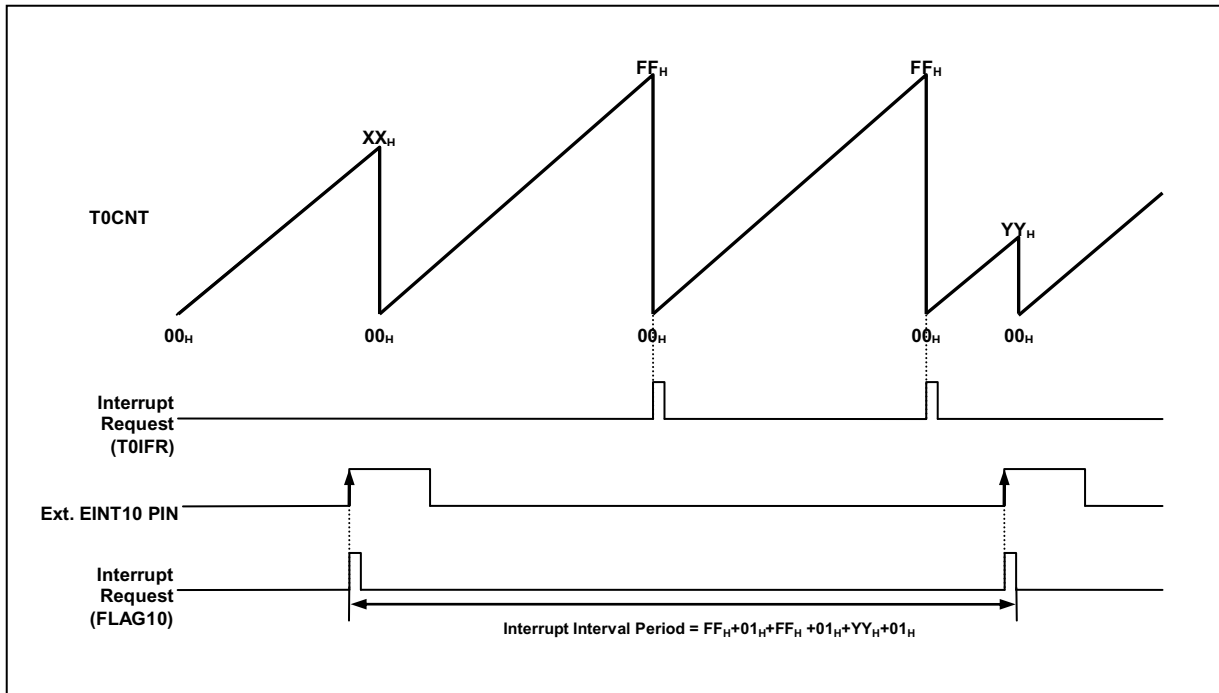 FFH FFH
XXH
T0CNT
YYH
00H 00H 00H 00H 00H
Interrupt
Request
(T0IFR)
Ext. EINT10 PIN
Interrupt
Request
(FLAG10)
Interrupt Interval Period = FFH+01H+FFH +01H+YYH+01H